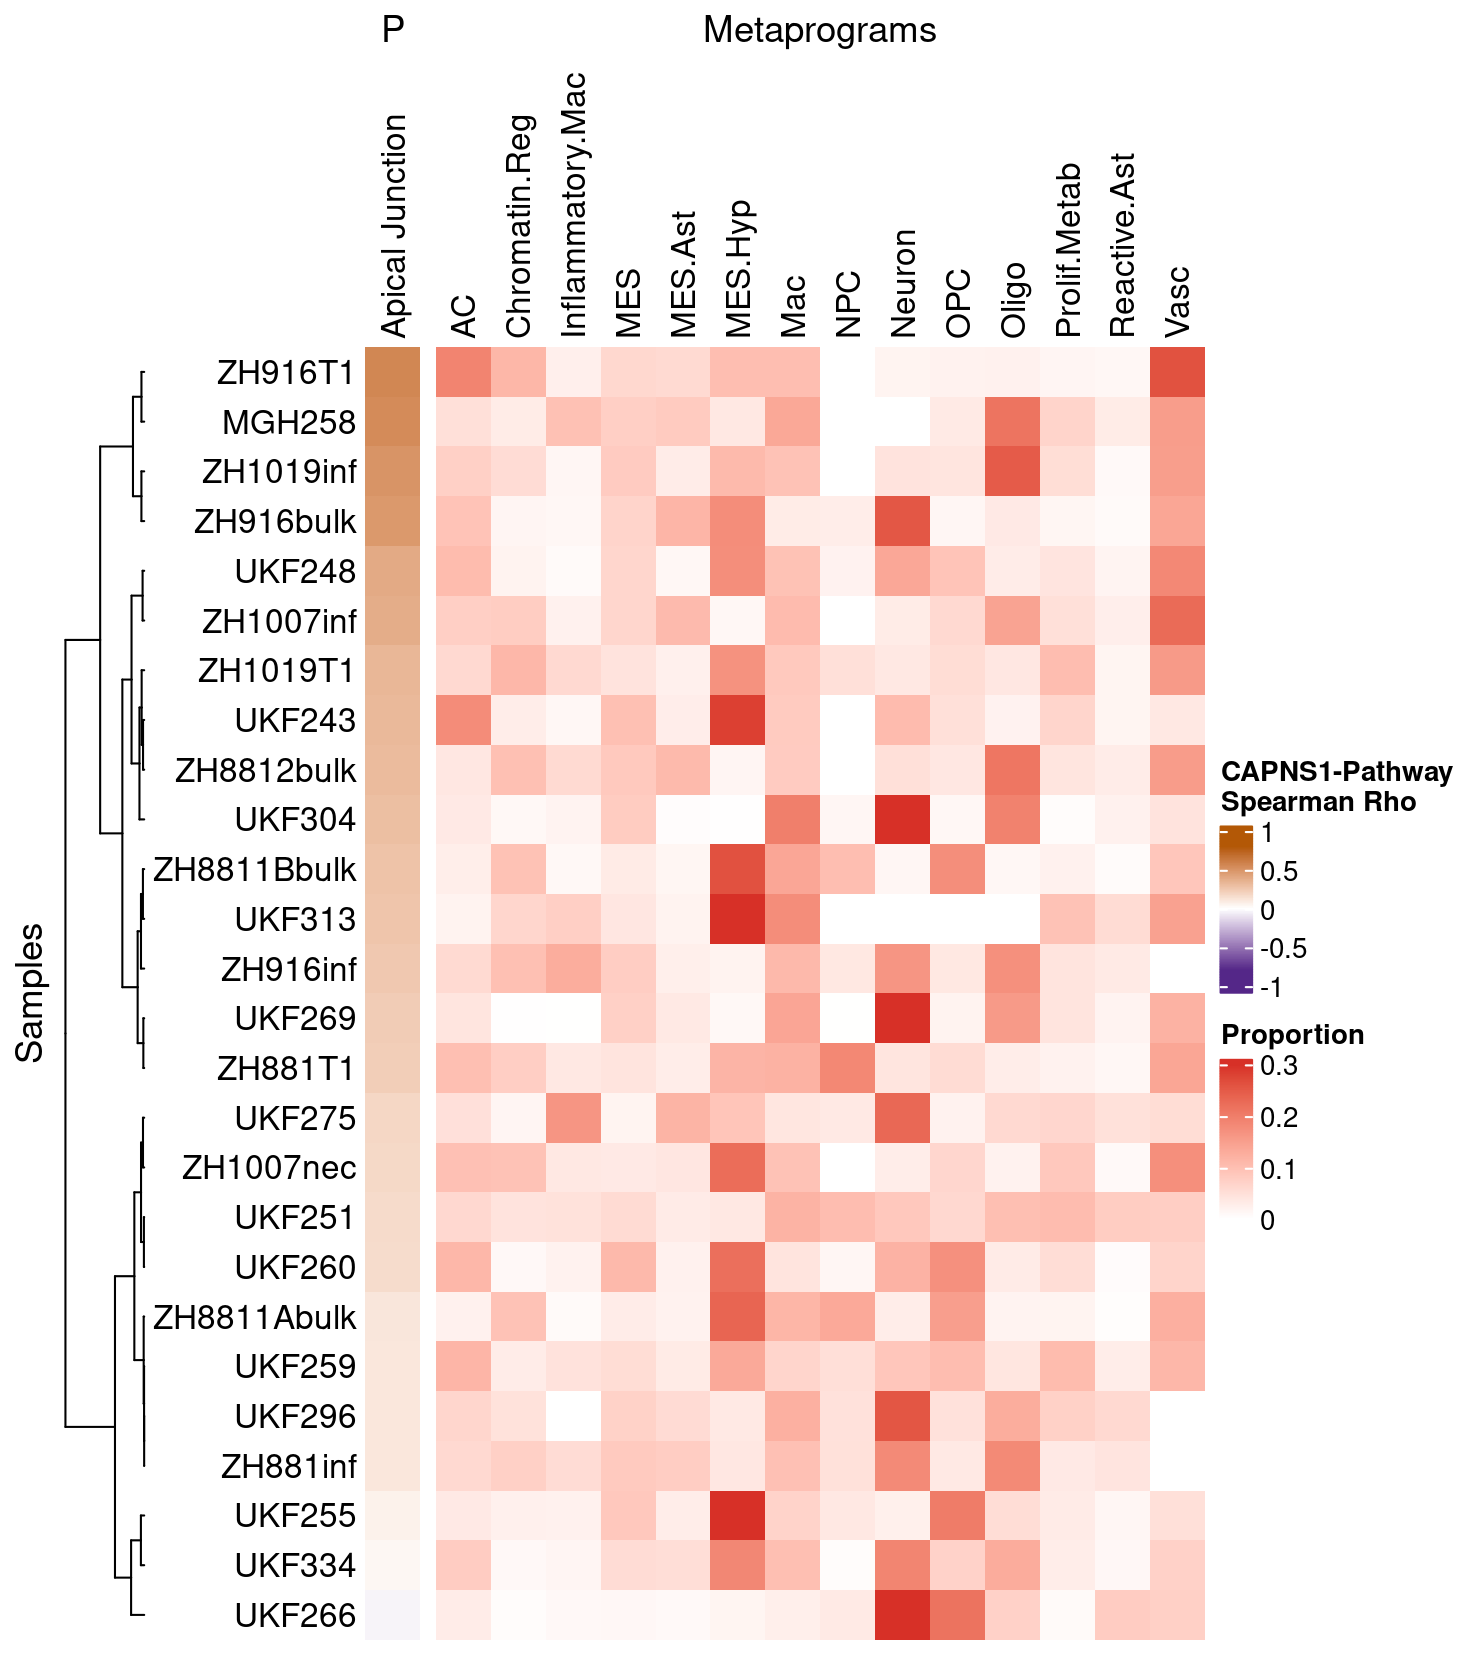 P
Metaprograms
Apical Junction
AC
Chromatin.Reg
Inflammatory.Mac
MES
MES.Ast
MES.Hyp
Mac
NPC
Neuron
OPC
Oligo
Prolif.Metab
Reactive.Ast
Vasc
Samples
ZH916T1
MGH258
ZH1019inf
ZH916bulk
UKF248
ZH1007inf
ZH1019T1
UKF243
ZH8812bulk
UKF304
ZH8811Bbulk
UKF313
ZH916inf
UKF269
ZH881T1
UKF275
ZH1007nec
UKF251
UKF260
ZH8811Abulk
UKF259
UKF296
ZH881inf
UKF255
UKF334
UKF266
CAPNS1-Pathway
Spearman Rho
1
0.5
0
-0.5
-1
Proportion
0.3
0.2
0.1
0